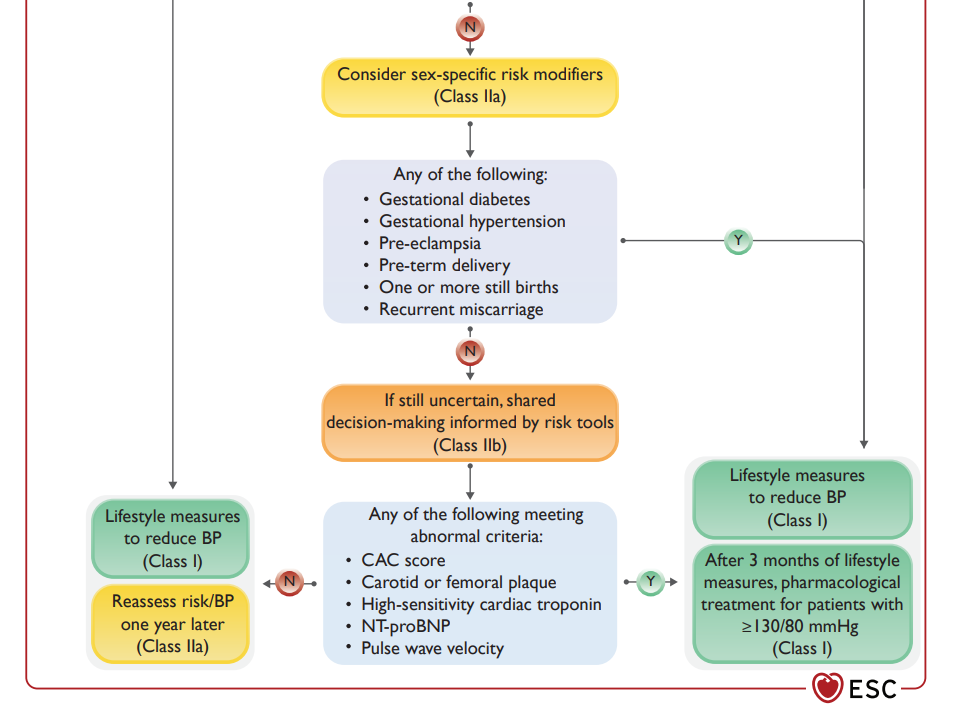 N
Consider sex-specific risk modifiers
(Class IIa)
Any of the following:
• Gestational diabetes
• Gestational hypertension
• Pre-eclampsia
• Pre-term delivery
• One or more still births
• Recurrent miscarriage
Y
N
If still uncertain, shared
decision-making informed by risk tools
(Class IIb)
Any of the following meeting
abnormal criteria:
• CAC score
• Carotid or femoral plaque
• High-sensitivity cardiac troponin
• NT-proBNP
• Pulse wave velocity
N
Y
Lifestyle measures
to reduce BP
(Class I)
Reassess risk/BP
one year later
(Class IIa)
Lifestyle measures
to reduce BP
(Class I)
After 3 months of lifestyle
measures, pharmacological
treatment for patients with
≥130/80 mmHg
(Class I)
ESC